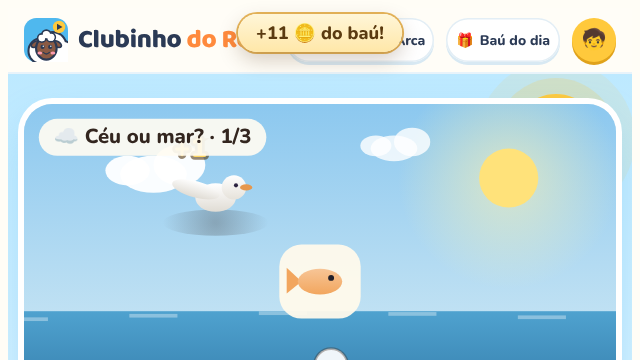 Clubinho do R
+11 🪙 do baú!
Arca
🎁 Baú do dia
☁️ Céu ou mar? · 1/3